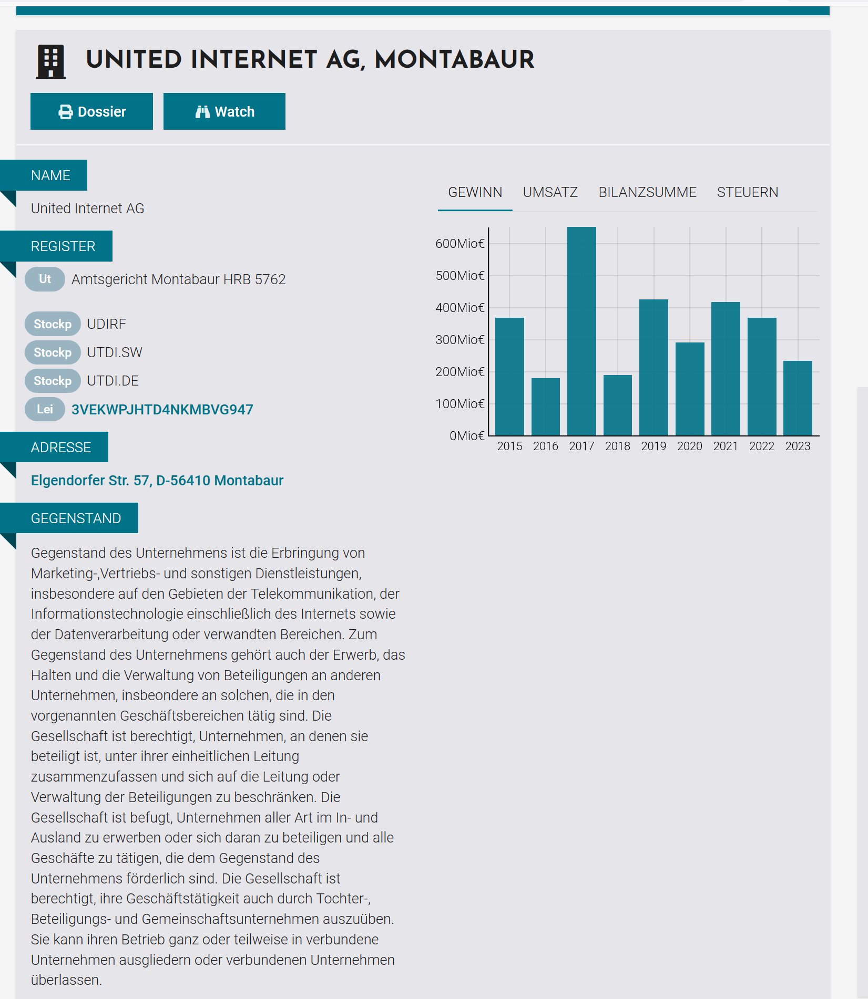 UNITED INTERNET AG, MONTABAUR
Dossier
Watch
NAME
United Internet AG
REGISTER
Ut Amtsgericht Montabaur HRB 5762
Stockp UDIRF
Stockp UTDI.SW
Stockp UTDI.DE
Lei 3VEKWPJHTD4NKMBVG947
ADRESSE
Elgendorfer Str. 57, D-56410 Montabaur
GEGENSTAND
Gegenstand des Unternehmens ist die Erbringung von
Marketing-,Vertriebs- und sonstigen Dienstleistungen,
insbesondere auf den Gebieten der Telekommunikation, der
Informationstechnologie einschließlich des Internets sowie
der Datenverarbeitung oder verwandten Bereichen. Zum
Gegenstand des Unternehmens gehört auch der Erwerb, das
Halten und die Verwaltung von Beteiligungen an anderen
Unternehmen, insbeondere an solchen, die in den
vorgenannten Geschäftsbereichen tätig sind. Die
Gesellschaft ist berechtigt, Unternehmen, an denen sie
beteiligt ist, unter ihrer einheitlichen Leitung
zusammenzufassen und sich auf die Leitung oder
Verwaltung der Beteiligungen zu beschränken. Die
Gesellschaft ist befugt, Unternehmen aller Art im In- und
Ausland zu erwerben oder sich daran zu beteiligen und alle
Geschäfte zu tätigen, die dem Gegenstand des
Unternehmens förderlich sind. Die Gesellschaft ist
berechtigt, ihre Geschäftstätigkeit auch durch Tochter-,
Beteiligungs- und Gemeinschaftsunternehmen auszuüben.
Sie kann ihren Betrieb ganz oder teilweise in verbundene
Unternehmen ausgliedern oder verbundenen Unternehmen
überlassen.
GEWINN UMSATZ BILANZSUMME STEUERN
600Mio€
500Mio€
400Mio€
300Mio€
200Mio€
100Mio€
0Mio€
2015 2016 2017 2018 2019 2020 2021 2022 2023